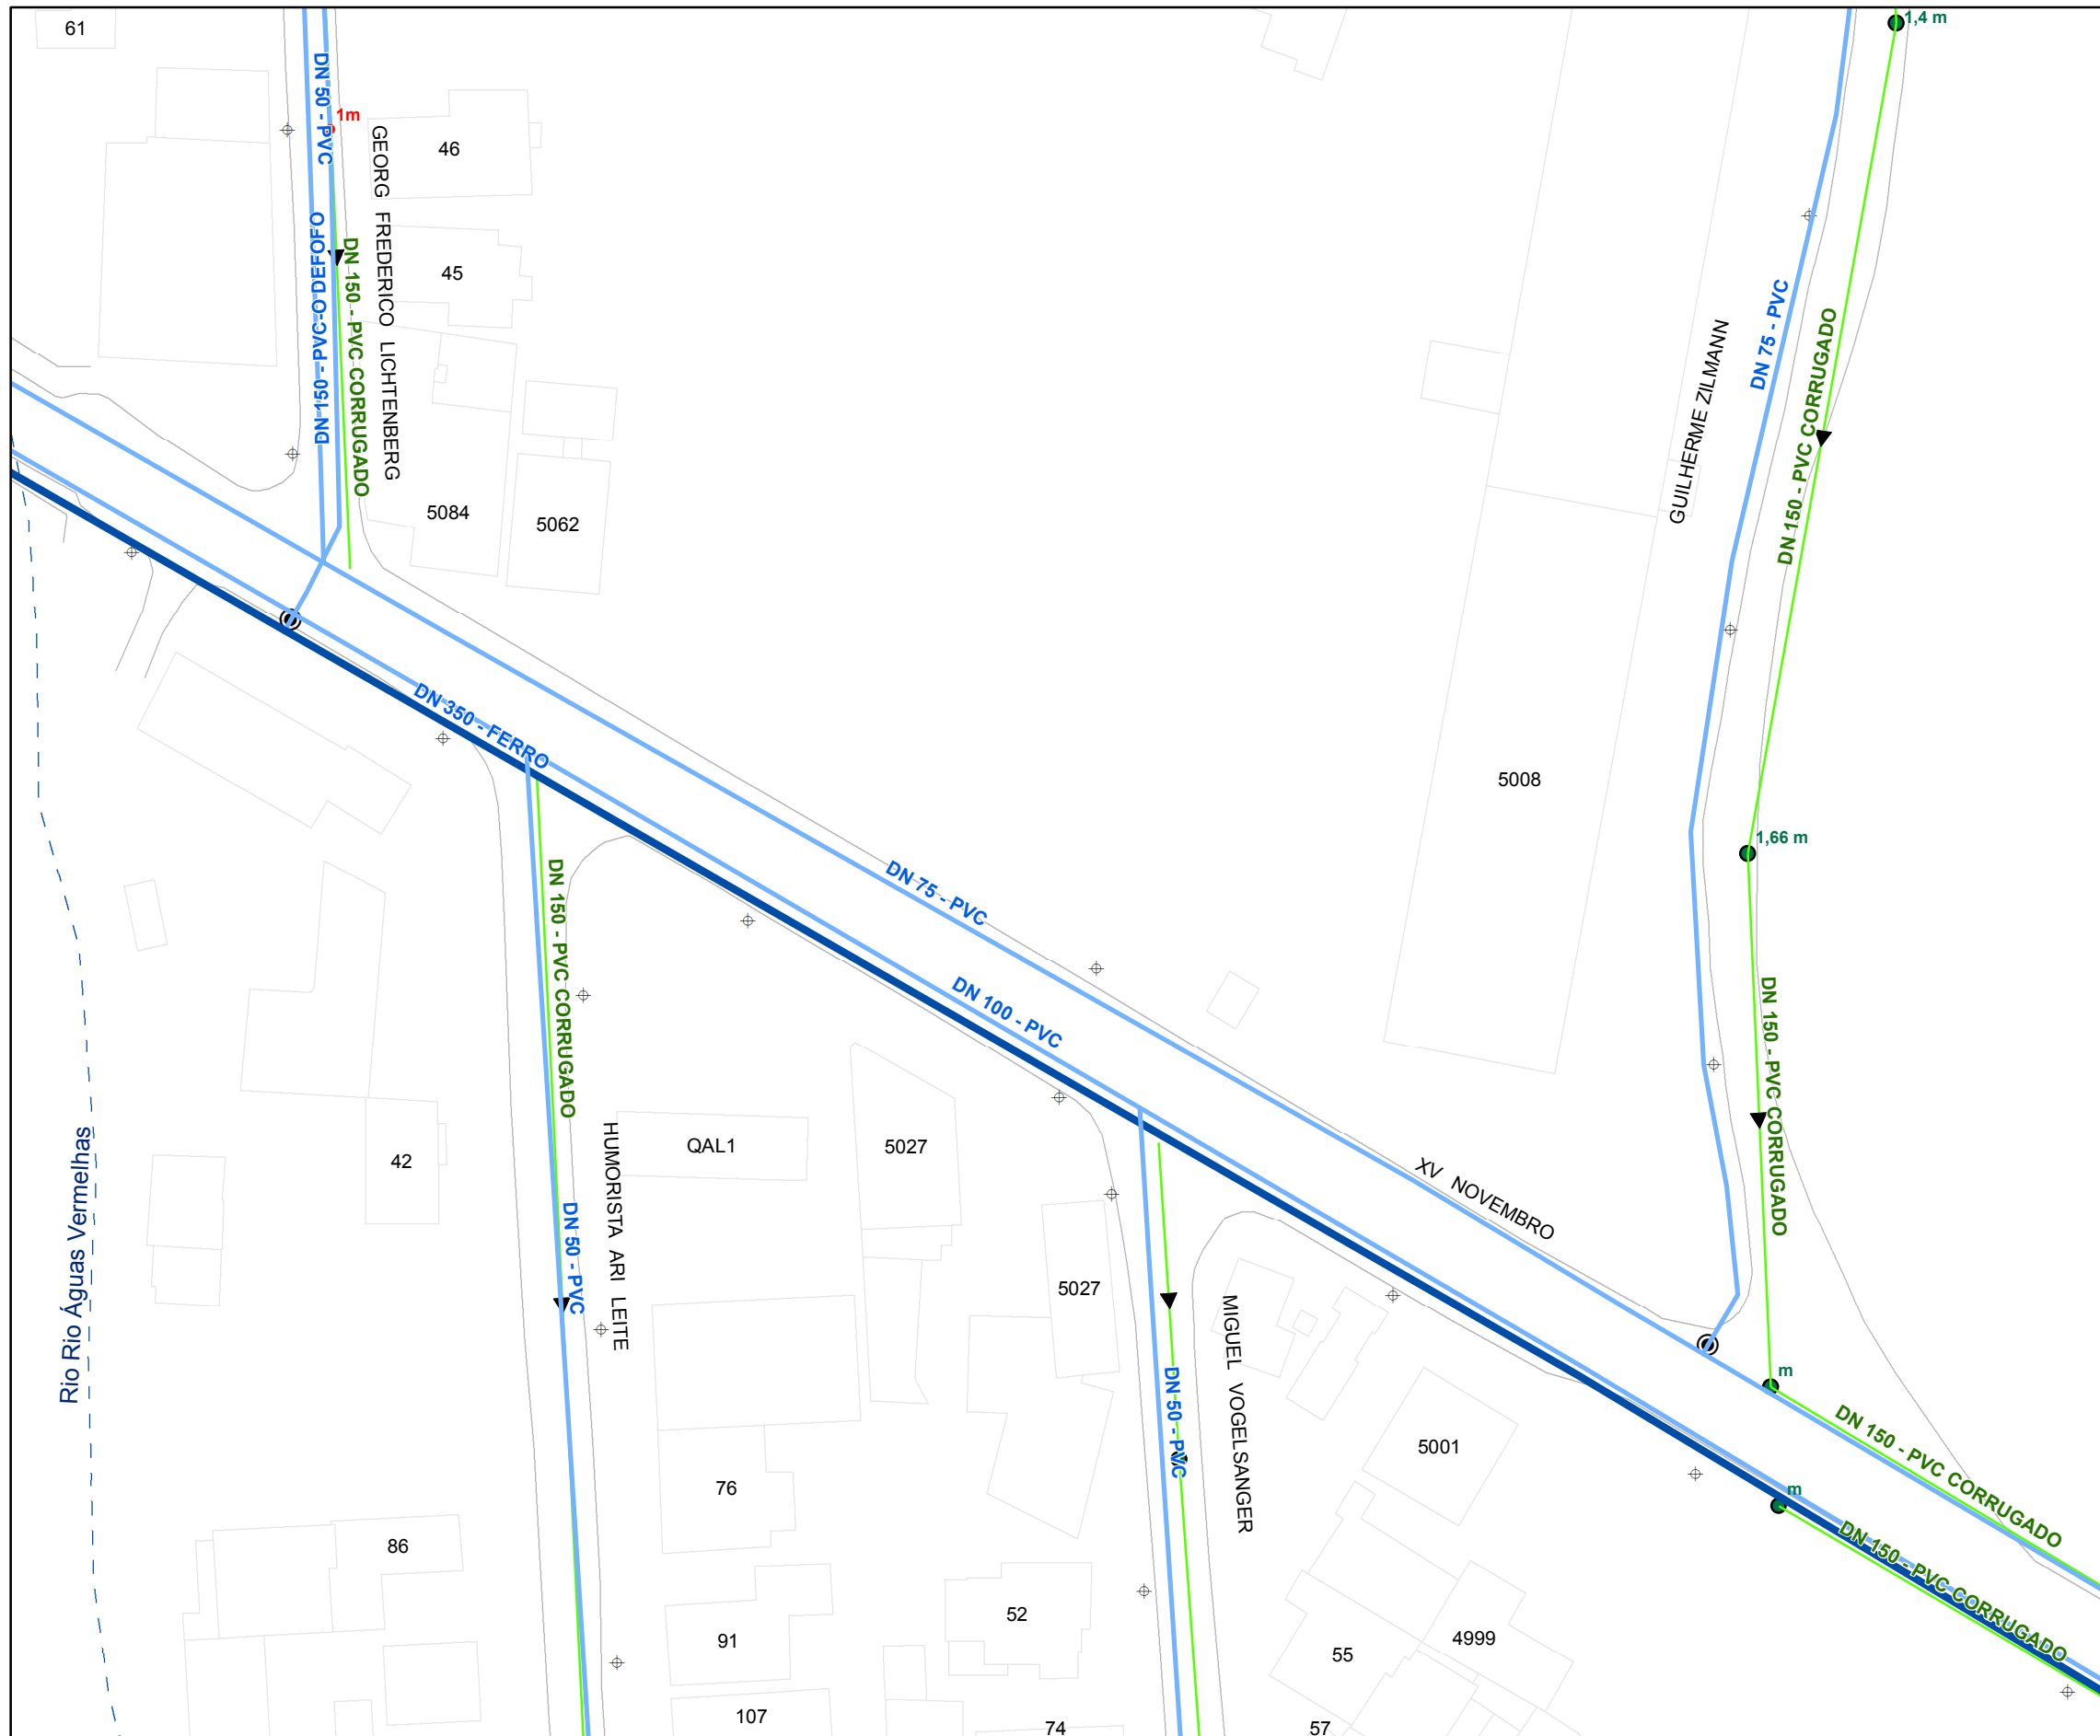 61
1,4 m
DN 50 - PVC
1m
46
GEORG FREDERICO LICHTENBERG
DN 150 - PVC-O DEFOFO
DN 150 - PVC CORRUGADO
45
DN 75 - PVC
DN 150 - PVC CORRUGADO
GUILHERME ZILMANN
5084
5062
DN 350 - FERRO
5008
1,66 m
DN 75 - PVC
DN 150 - PVC CORRUGADO
DN 100 - PVC
DN 150 - PVC CORRUGADO
QAL1
5027
42
HUMORISTA ARI LEITE
XV NOVEMBRO
Rio Rio Águas Vermelhas
DN 50 - PVC
5027
MIGUEL VOGELSANGER
m
DN 50 - PVC
5001
DN 150 - PVC CORRUGADO
76
m
DN 150 - PVC CORRUGADO
86
52
91
55
4999
107
74
57